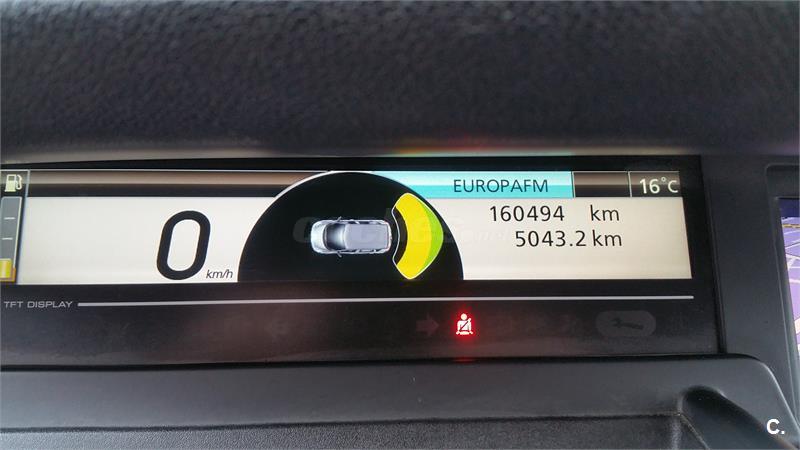 EUROPAFM
16°C
0 km/h
160494 km
5043.2 km
TFT DISPLAY
C.